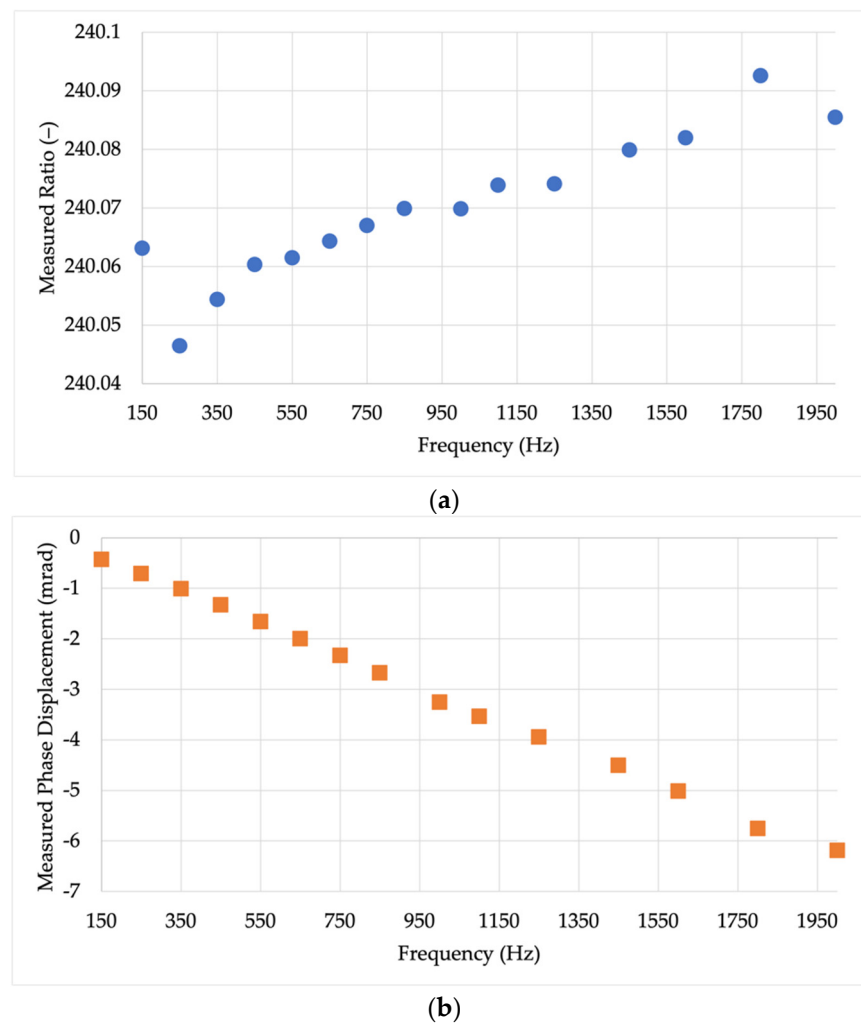 240.1
240.09
240.08
240.07
240.06
240.05
240.04
Measured Ratio (–)
150 350 550 750 950 1150 1350 1550 1750 1950
Frequency (Hz)
(a)
0
-1
-2
-3
-4
-5
-6
-7
Measured Phase Displacement (mrad)
150 350 550 750 950 1150 1350 1550 1750 1950
Frequency (Hz)
(b)